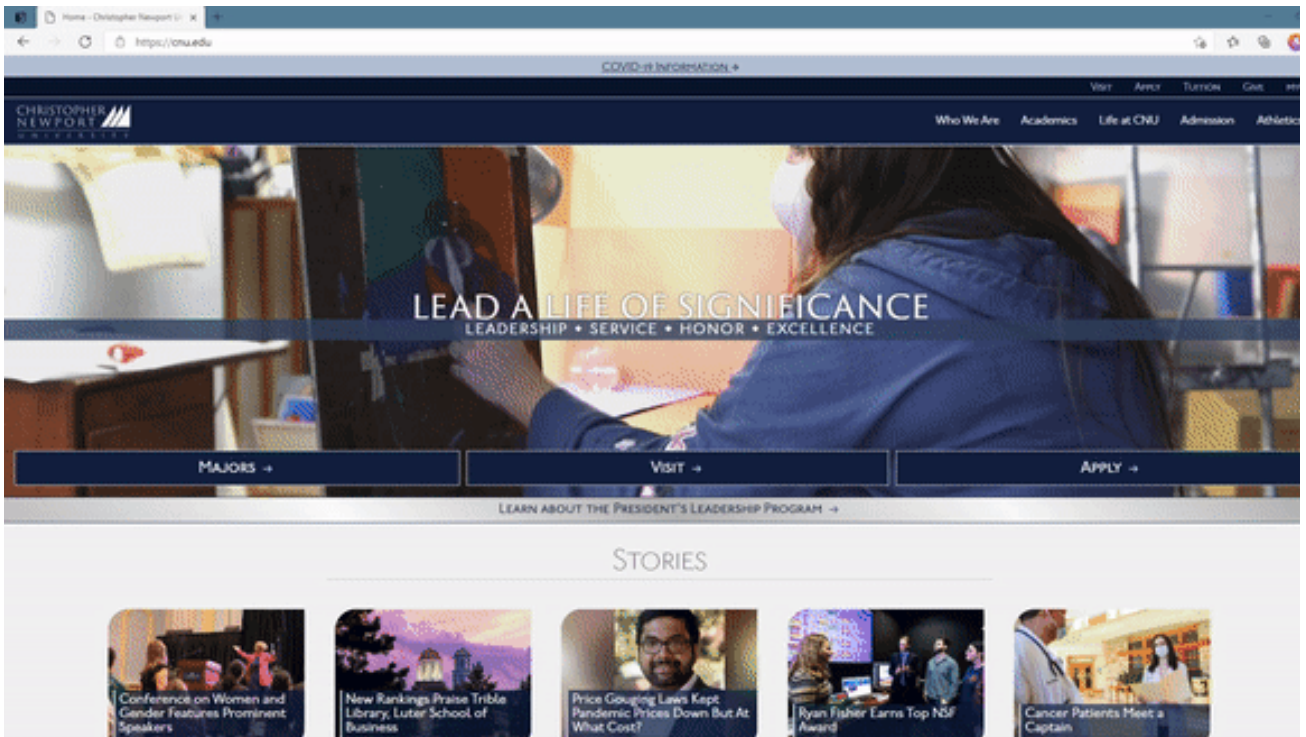 Home - Christopher Newport Un
https://cnu.edu
COVID-19 INFORMATION →
VISIT APPLY TUITION GIVE
CHRISTOPHER
NEWPORT
UNIVERSITY
Who We Are Academics Life at CNU Admission Athletics
LEAD A LIFE OF SIGNIFICANCE
LEADERSHIP • SERVICE • HONOR • EXCELLENCE
MAJORS →
VISIT →
APPLY →
LEARN ABOUT THE PRESIDENT'S LEADERSHIP PROGRAM →
STORIES
Conference on Women and
Gender Features Prominent
Speakers
New Rankings Praise Trible
Library, Luter School of
Business
Price Gouging Laws Kept
Pandemic Prices Down But At
What Cost?
Ryan Fisher Earns Top NSF
Award
Cancer Patients Meet a
Captain